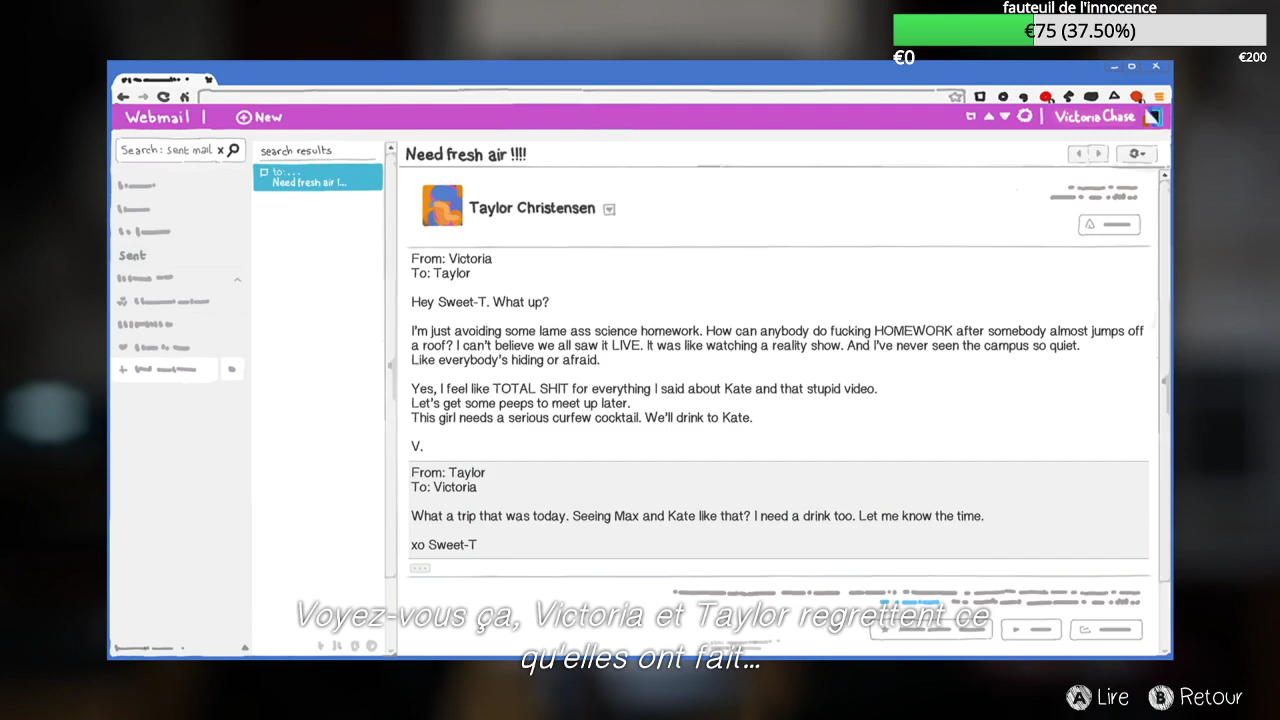 fauteuil de l'innocence
€75 (37.50%)
€0
€200
Webmail |
New
Victoria Chase
Search: sent mail x
search results
Need fresh air !!!!
to:...
Need fresh air !...
Taylor Christensen
Sent
From: Victoria
To: Taylor
Hey Sweet-T. What up?
I'm just avoiding some lame ass science homework. How can anybody do fucking HOMEWORK after somebody almost jumps off
a roof? I can't believe we all saw it LIVE. It was like watching a reality show. And I've never seen the campus so quiet.
Like everybody's hiding or afraid.
Yes, I feel like TOTAL SHIT for everything I said about Kate and that stupid video.
Let's get some peeps to meet up later.
This girl needs a serious curfew cocktail. We'll drink to Kate.
V.
From: Taylor
To: Victoria
What a trip that was today. Seeing Max and Kate like that? I need a drink too. Let me know the time.
xo Sweet-T
Voyez-vous ça, Victoria et Taylor regrettent ce
qu'elles ont fait...
A Lire B Retour